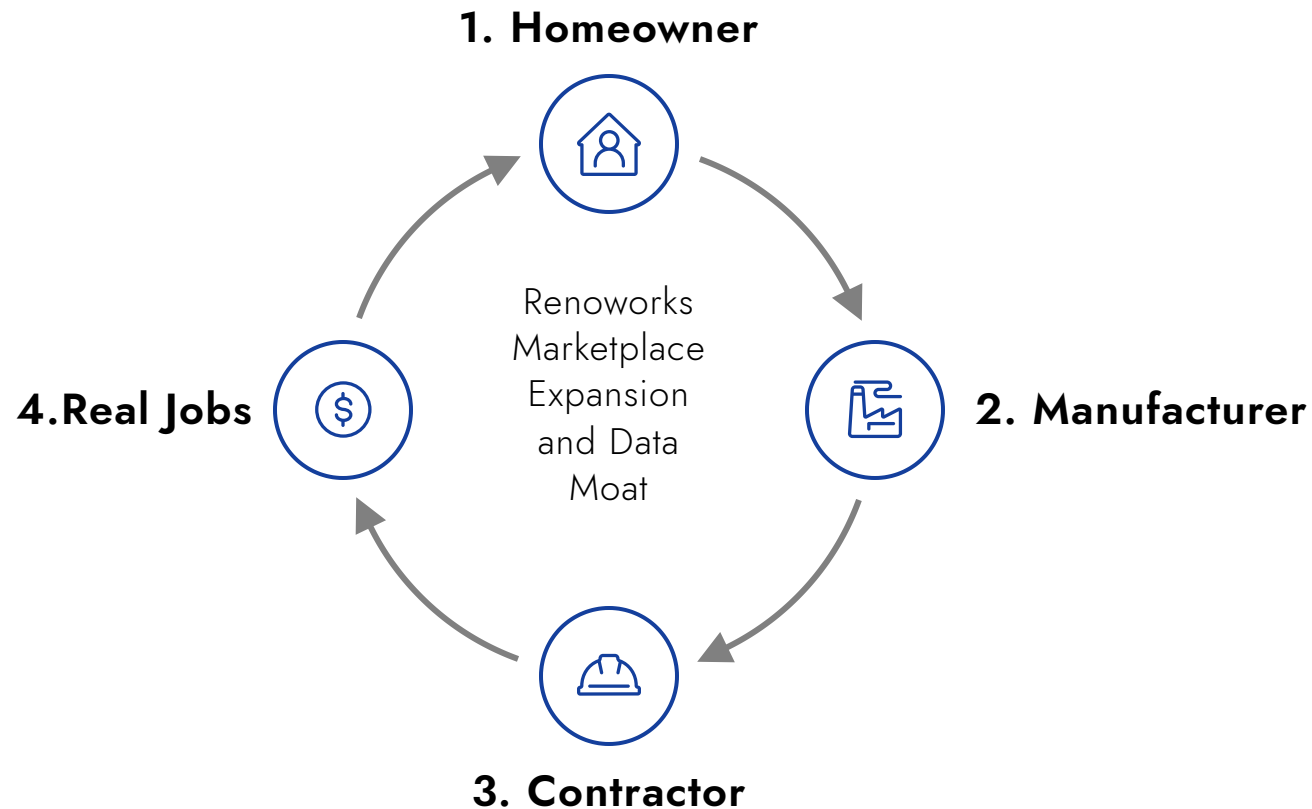 1. Homeowner
Renoworks
Marketplace
Expansion
and Data
Moat
4.Real Jobs
2. Manufacturer
3. Contractor